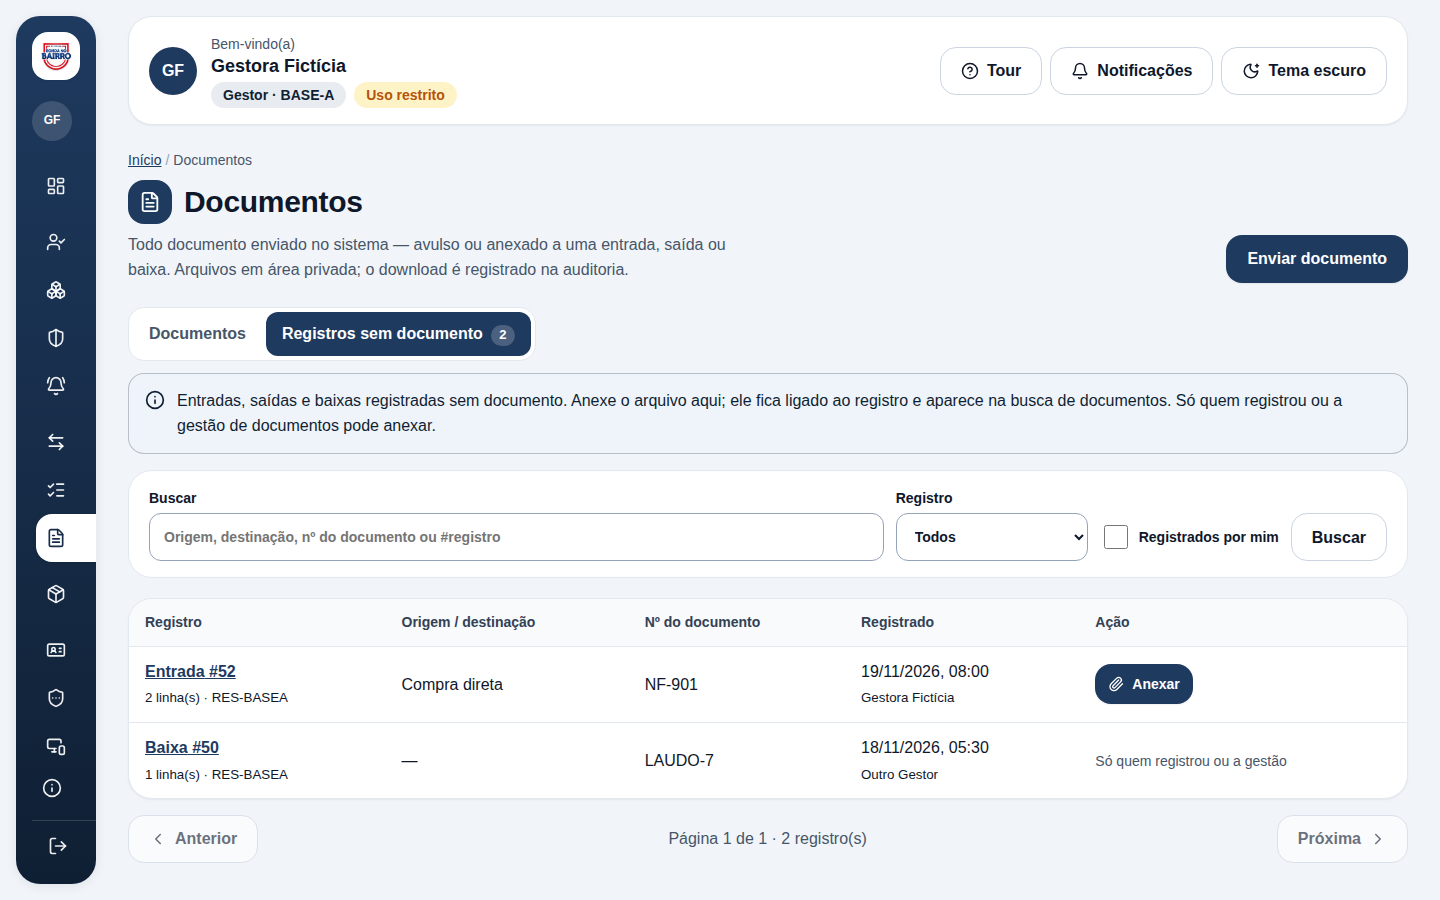 BAIRRO
GF
GF
Bem-vindo(a)
Gestora Fictícia
Gestor · BASE-A
Uso restrito
Tour
Notificações
Tema escuro
Início / Documentos
Documentos
Todo documento enviado no sistema — avulso ou anexado a uma entrada, saída ou
baixa. Arquivos em área privada; o download é registrado na auditoria.
Enviar documento
Documentos
Registros sem documento 2
Entradas, saídas e baixas registradas sem documento. Anexe o arquivo aqui; ele fica ligado ao registro e aparece na busca de documentos. Só quem registrou ou a
gestão de documentos pode anexar.
Buscar
Registro
Origem, destinação, nº do documento ou #registro
Todos
Registrados por mim
Buscar
Registro Origem / destinação Nº do documento Registrado Ação
Entrada #52
2 linha(s) · RES-BASEA
Compra direta
NF-901
19/11/2026, 08:00
Gestora Fictícia
Anexar
Baixa #50
1 linha(s) · RES-BASEA
—
LAUDO-7
18/11/2026, 05:30
Outro Gestor
Só quem registrou ou a gestão
Anterior
Página 1 de 1 · 2 registro(s)
Próxima